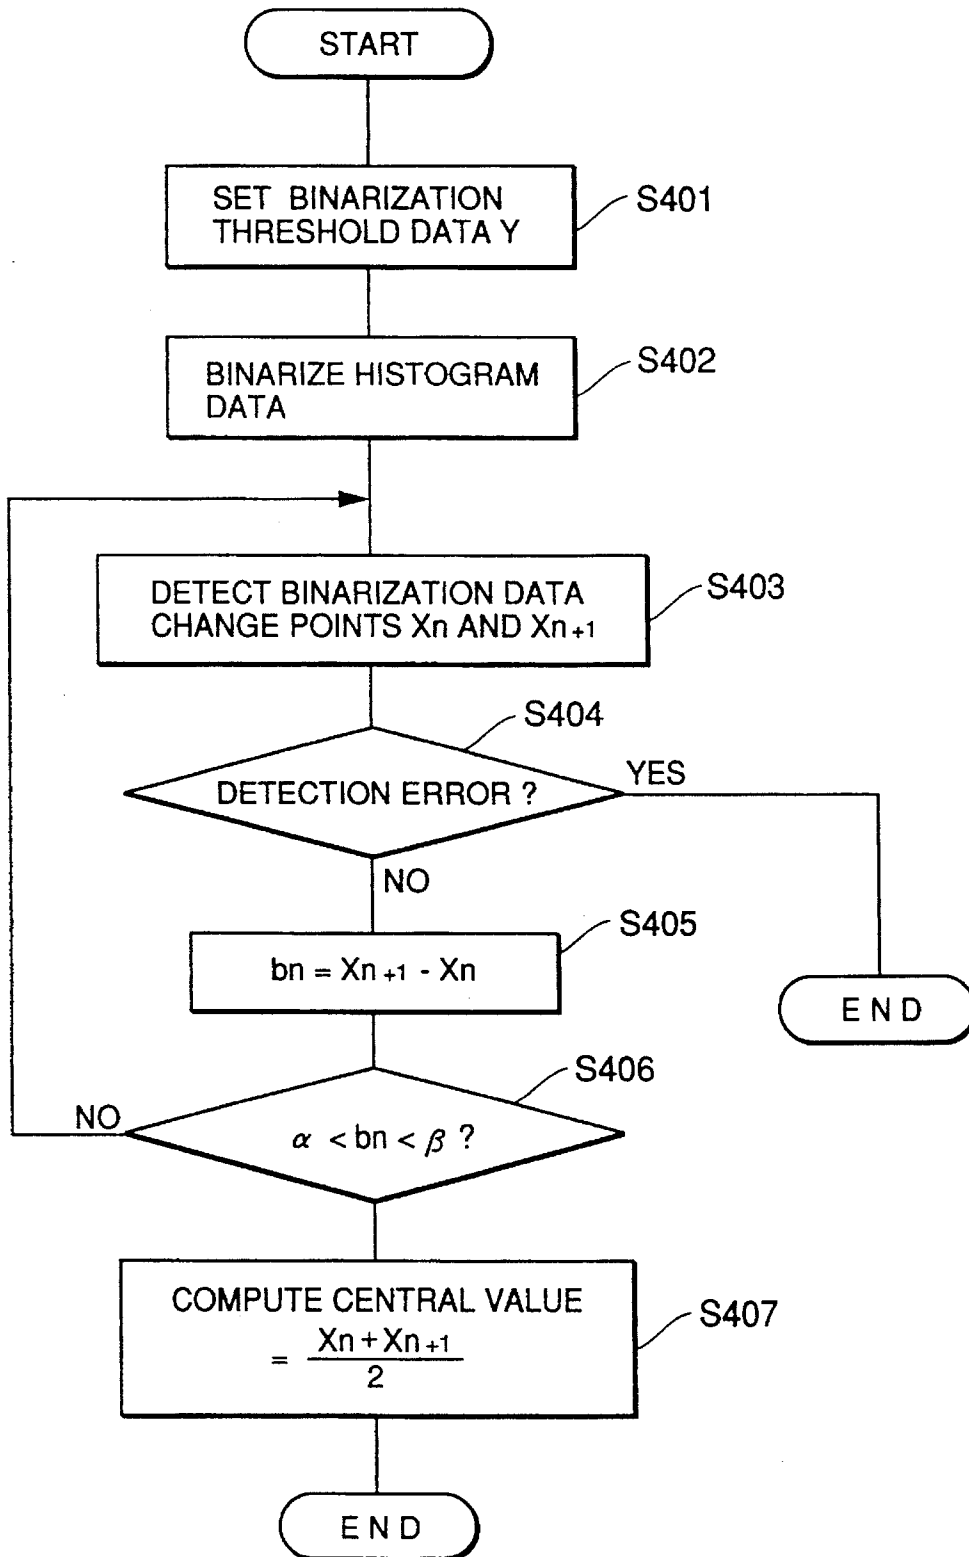 START
SET BINARIZATION
THRESHOLD DATA Y
S401
BINARIZE HISTOGRAM
DATA
S402
DETECT BINARIZATION DATA
CHANGE POINTS Xn AND Xn+1
S403
S404
DETECTION ERROR ?
YES
NO
S405
bn = Xn+1 - Xn
E N D
S406
NO
α < bn < β ?
COMPUTE CENTRAL VALUE
= Xn + Xn+1
2
S407
E N D